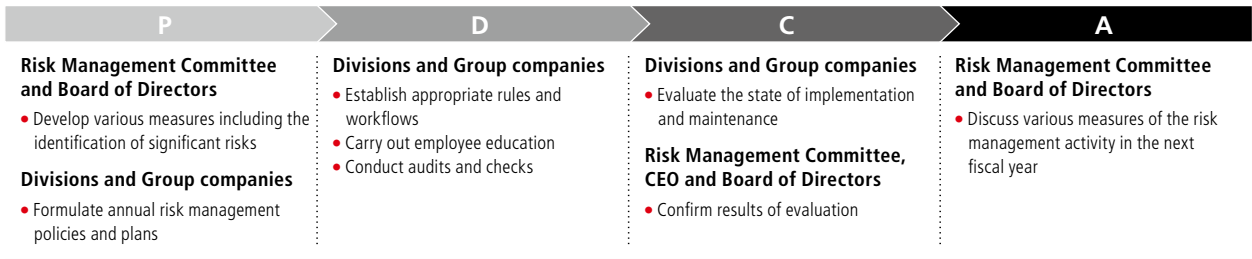 P
Risk Management Committee
and Board of Directors
• Develop various measures including the
identification of significant risks
Divisions and Group companies
• Formulate annual risk management
policies and plans
D
Divisions and Group companies
• Establish appropriate rules and
workflows
• Carry out employee education
• Conduct audits and checks
C
Divisions and Group companies
• Evaluate the state of implementation
and maintenance
Risk Management Committee,
CEO and Board of Directors
• Confirm results of evaluation
A
Risk Management Committee
and Board of Directors
• Discuss various measures of the risk
management activity in the next
fiscal year